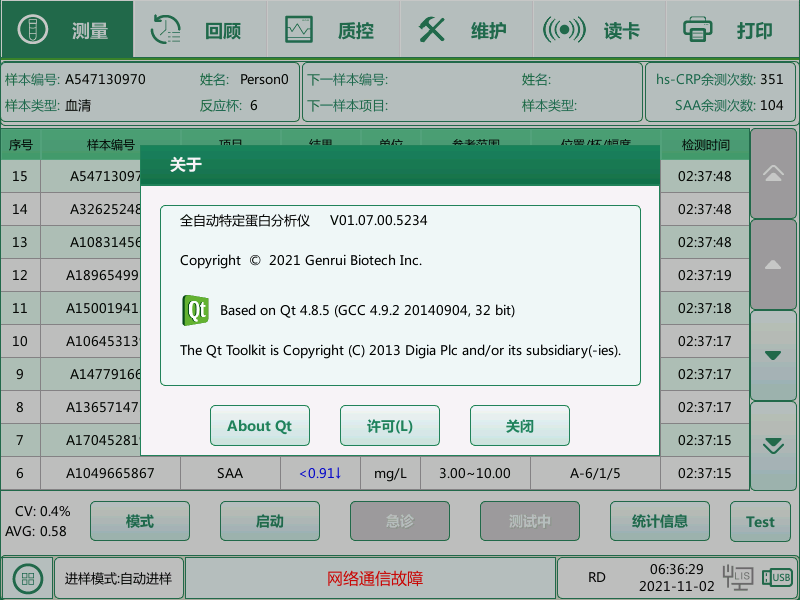 测量 回顾 质控 维护 读卡 打印
样本编号: A547130970 姓名: Person0 下一样本编号: 姓名: hs-CRP余测次数: 351
样本类型: 血清 反应杯: 6 下一样本项目: 样本类型: SAA余测次数: 104
序号 样本编号 项目 结果 单位 参考范围 位置/杯/幅度 检测时间
关于
15 A54713097 02:37:48
14 A32625248 02:37:48
全自动特定蛋白分析仪 V01.07.00.5234
13 A10831456 02:37:48
Copyright © 2021 Genrui Biotech Inc.
12 A18965499 02:37:19
11 A15001941 02:37:18
Based on Qt 4.8.5 (GCC 4.9.2 20140904, 32 bit)
10 A10645313 02:37:17
The Qt Toolkit is Copyright (C) 2013 Digia Plc and/or its subsidiary(-ies).
9 A14779166 02:37:17
8 A13657147 02:37:17
About Qt 许可(L) 关闭
7 A17045281 02:37:15
6 A1049665867 SAA <0.91↓ mg/L 3.00~10.00 A-6/1/5 02:37:15
CV: 0.4%
AVG: 0.58
模式 启动 急诊 测试中 统计信息 Test
进样模式:自动进样 网络通信故障 RD 06:36:29
2021-11-02 LIS USB